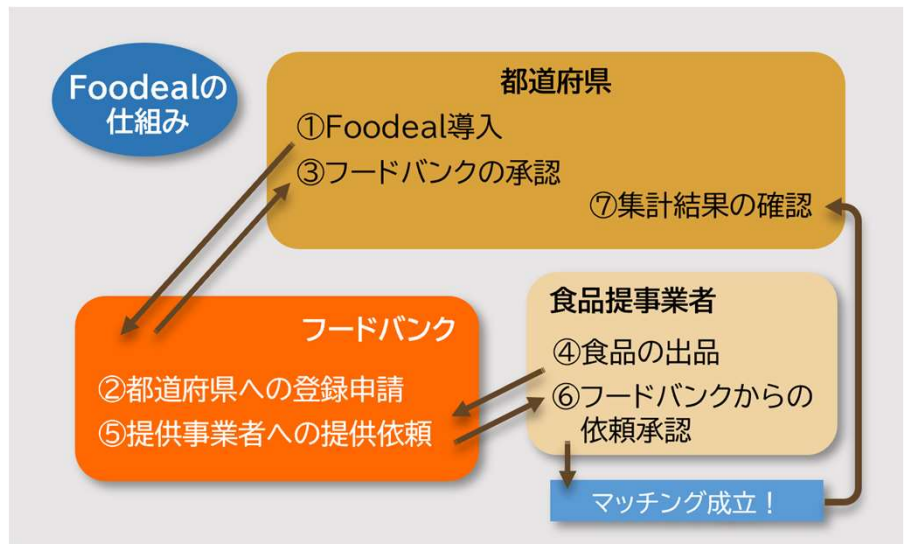 Foodealの
仕組み
都道府県
①Foodeal導入
③フードバンクの承認
⑦集計結果の確認
フードバンク
②都道府県への登録申請
⑤提供事業者への提供依頼
食品提事業者
④食品の出品
⑥フードバンクからの
依頼承認
マッチング成立！